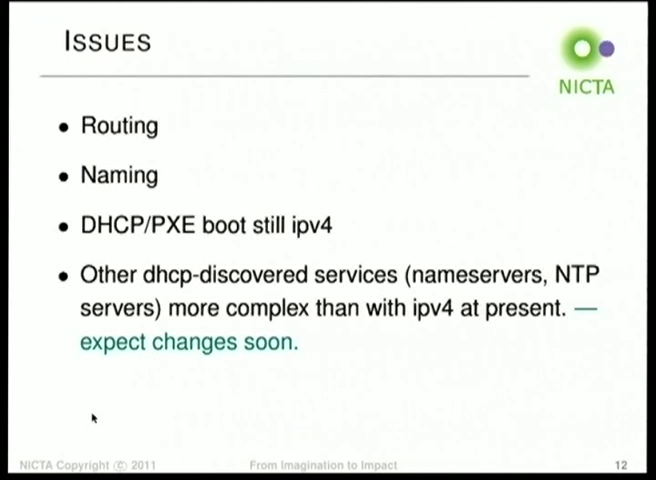 ISSUES
NICTA
• Routing
• Naming
• DHCP/PXE boot still ipv4
• Other dhcp-discovered services (nameservers, NTP
servers) more complex than with ipv4 at present. —
expect changes soon.
NICTA Copyright © 2011 From Imagination to Impact 12